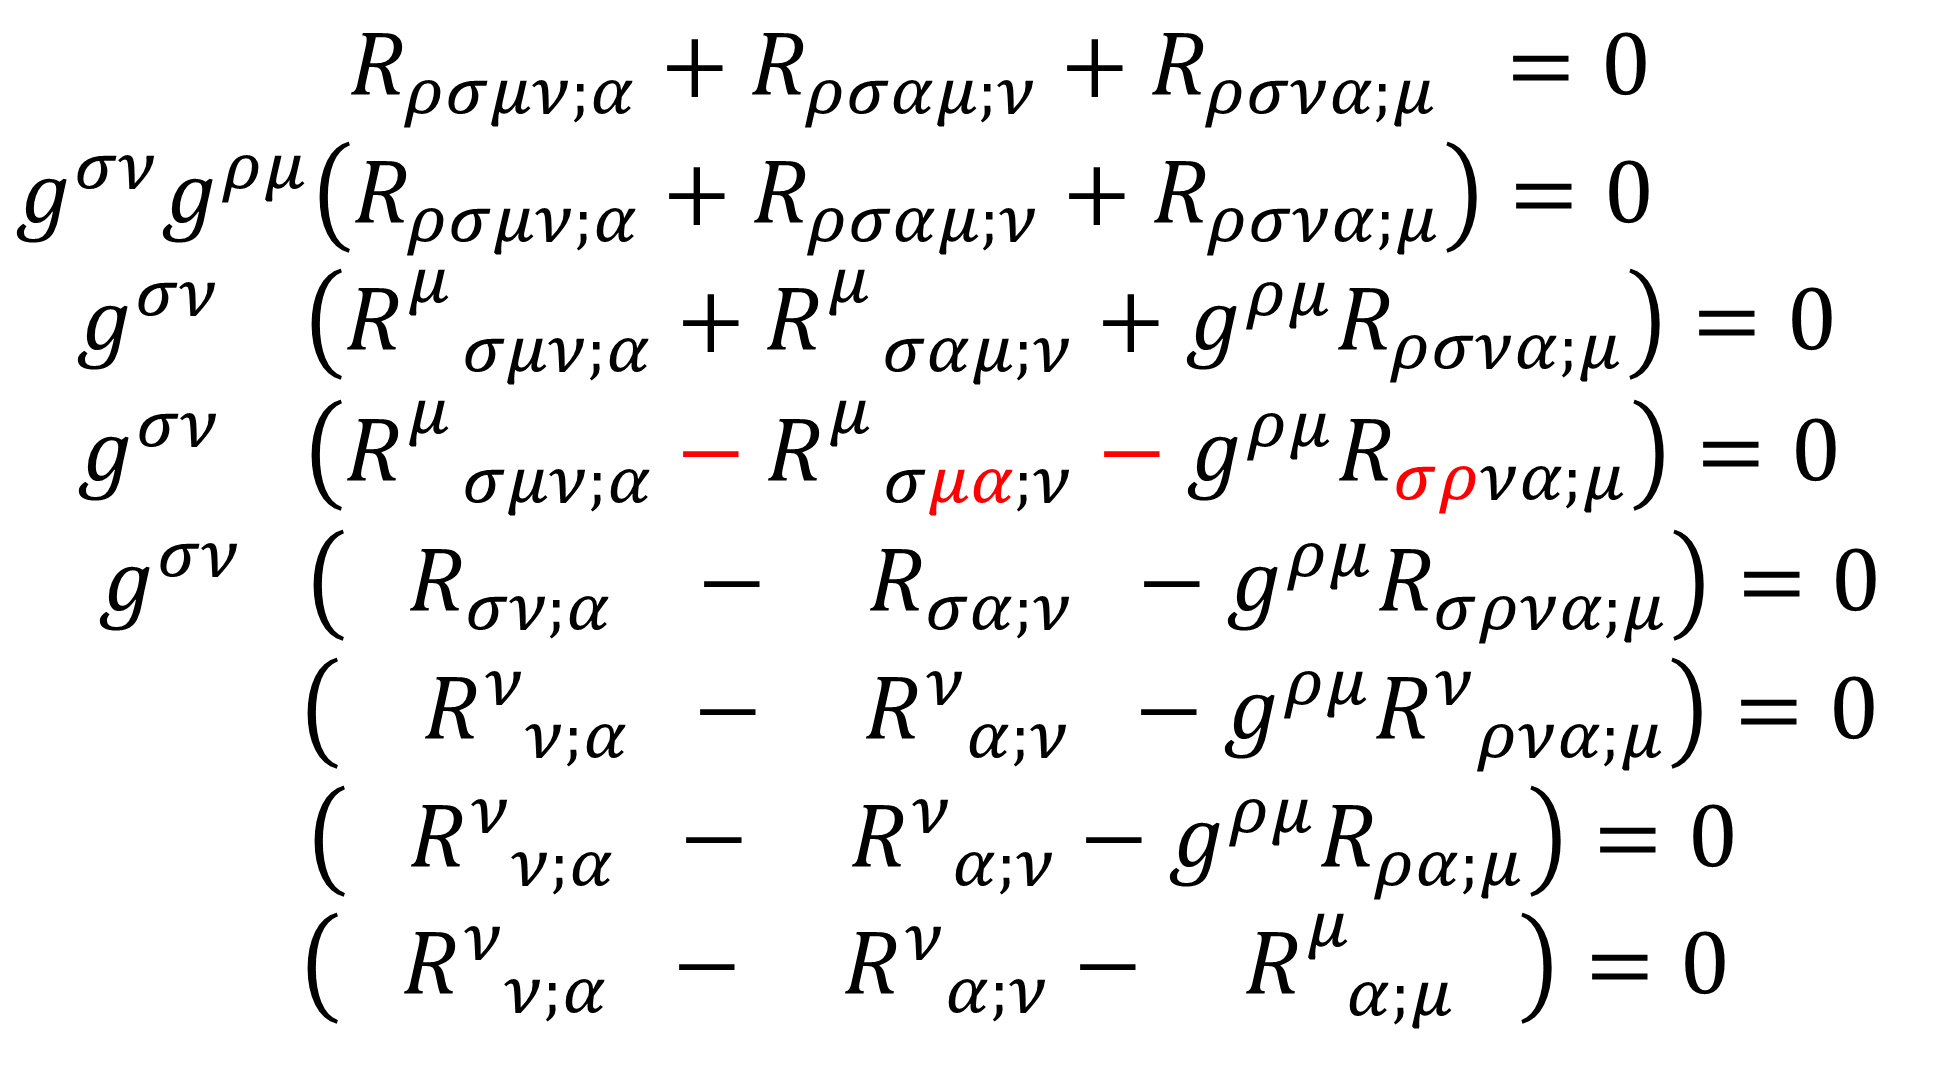 R_{ρσμν;α} + R_{ρσαμ;ν} + R_{ρσνα;μ} = 0
g^{σν} g^{ρμ} (R_{ρσμν;α} + R_{ρσαμ;ν} + R_{ρσνα;μ}) = 0
g^{σν} (R^{μ}_{σμν;α} + R^{μ}_{σαμ;ν} + g^{ρμ} R_{ρσνα;μ}) = 0
g^{σν} (R^{μ}_{σμν;α} − R^{μ}_{σμα;ν} − g^{ρμ} R_{σρνα;μ}) = 0
g^{σν} (R_{σν;α} − R_{σα;ν} − g^{ρμ} R_{σρνα;μ}) = 0
(R^{ν}_{ν;α} − R^{ν}_{α;ν} − g^{ρμ} R^{ν}_{ρνα;μ}) = 0
(R^{ν}_{ν;α} − R^{ν}_{α;ν} − g^{ρμ} R_{ρα;μ}) = 0
(R^{ν}_{ν;α} − R^{ν}_{α;ν} − R^{μ}_{α;μ}) = 0